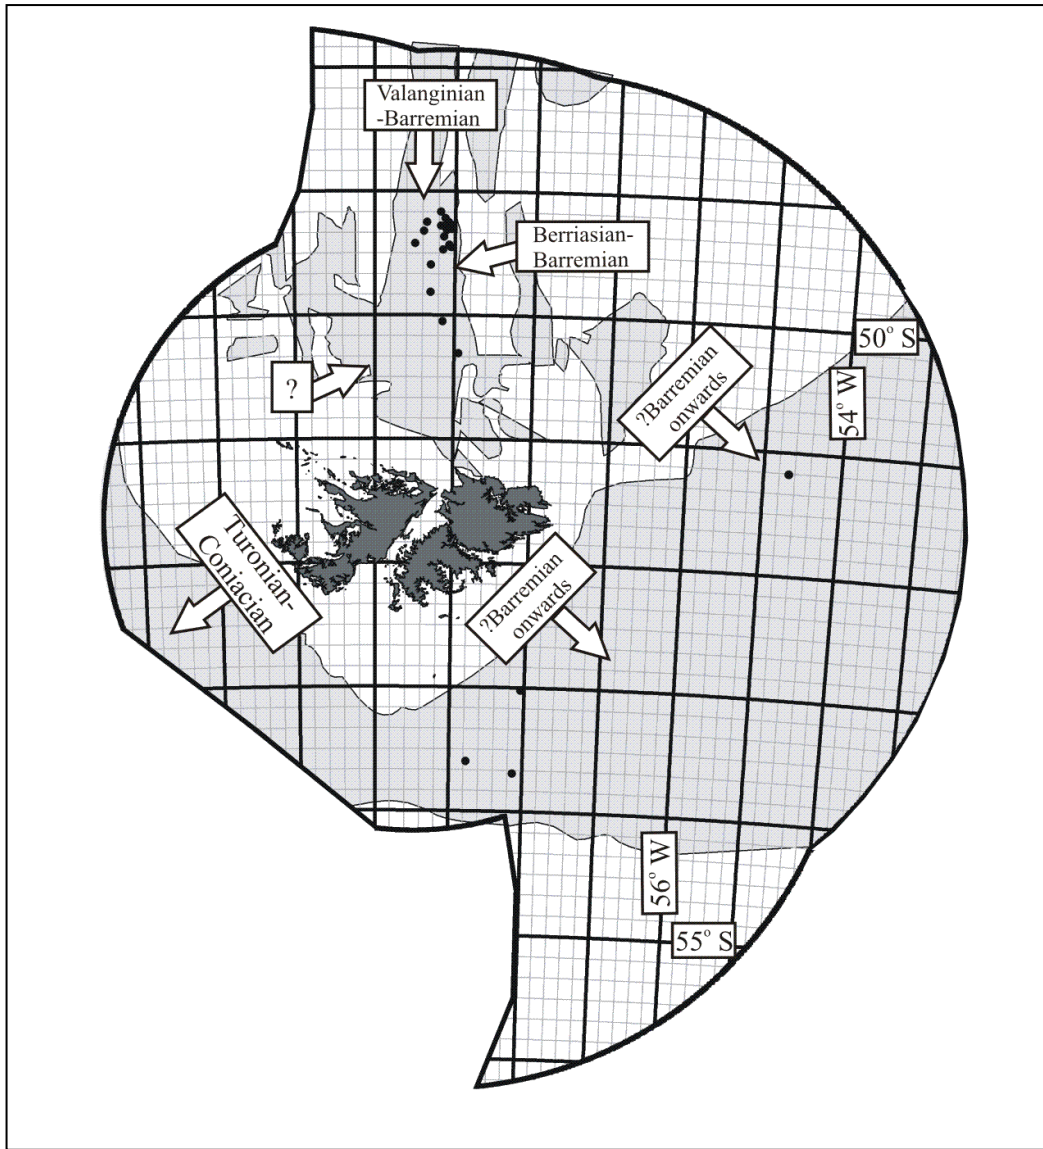 Valanginian
-Barremian
Berriasian-
Barremian
50° S
?Barremian
onwards
54° W
?
Turonian-
Coniacian
?Barremian
onwards
56° W
55° S